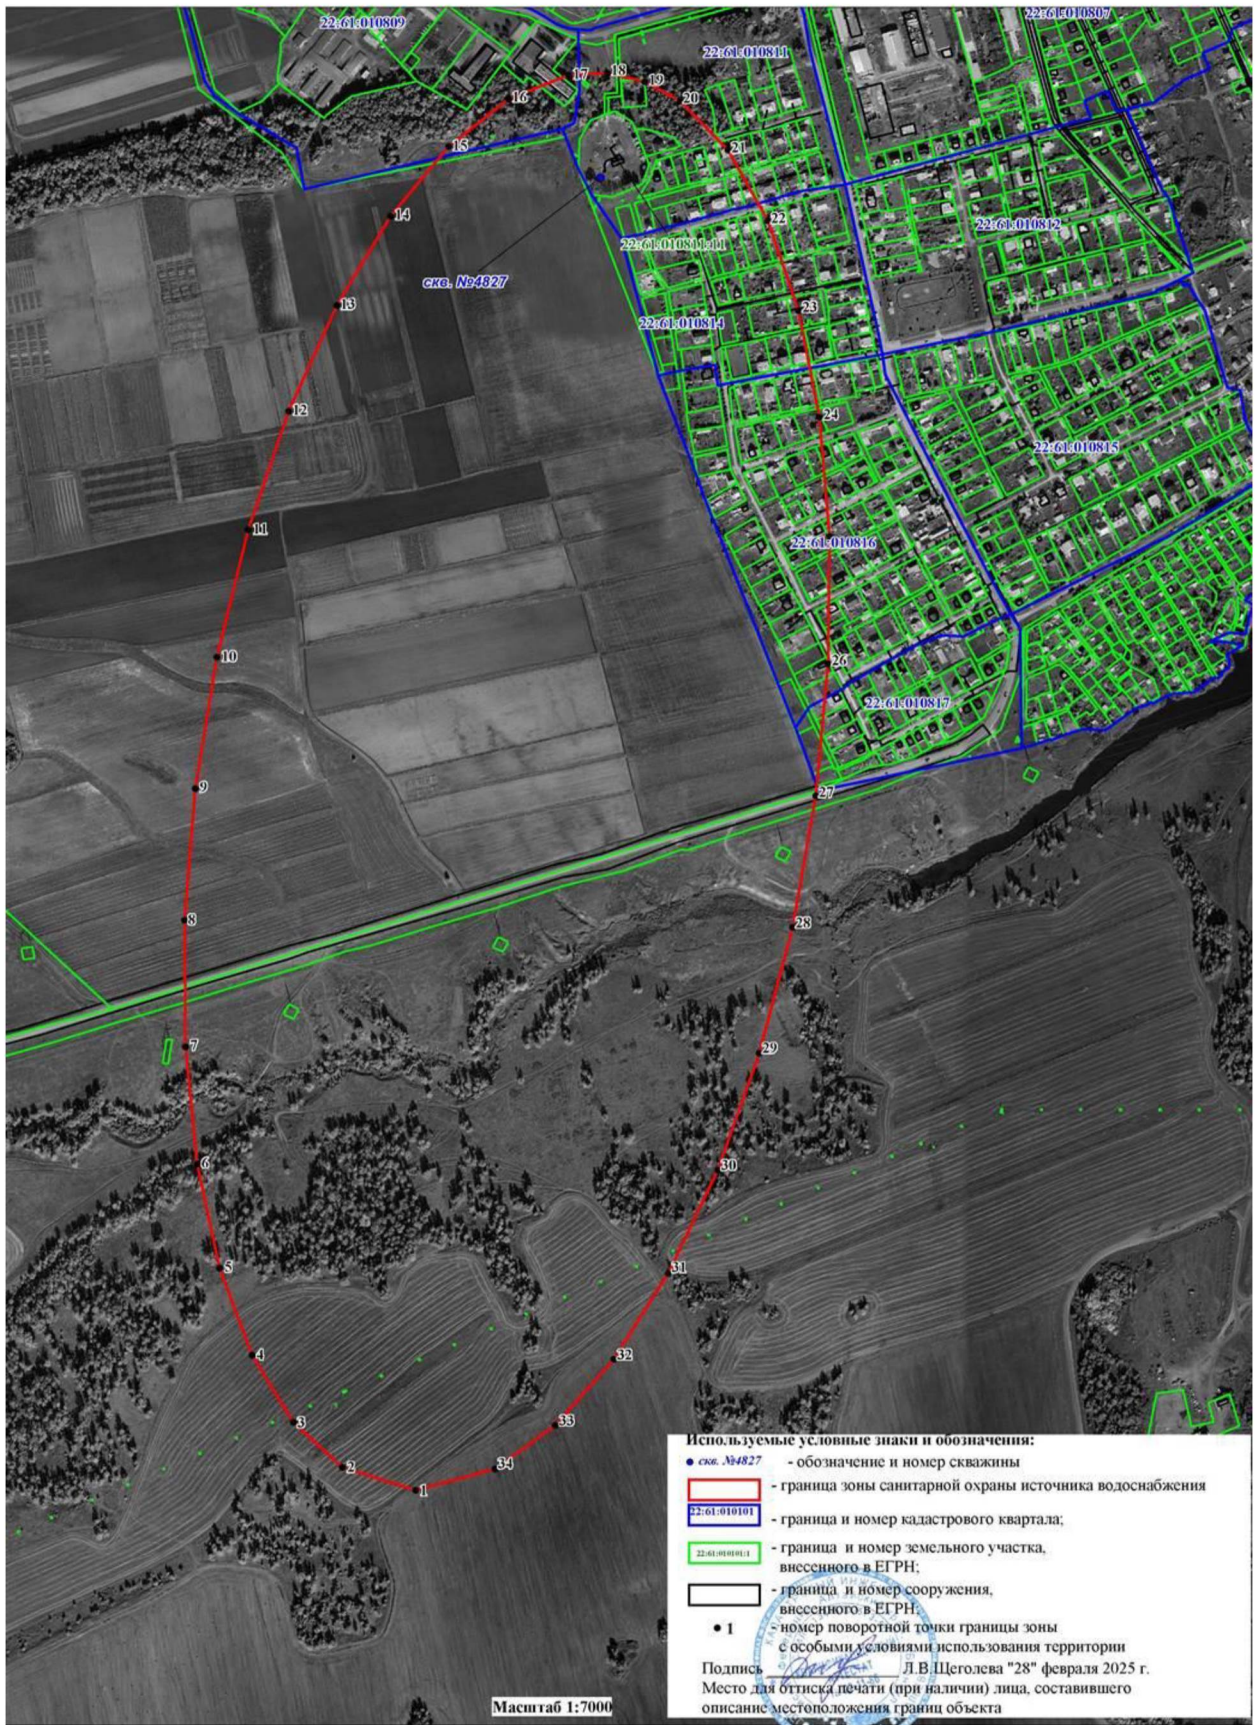 22:61:010807
22:61:010809
22:61:010811
17
18
19
16
20
15
21
14
22
22:61:010812
22:61:010811:11
скв. №4827
13
23
22:61:010814
12
24
22:61:010815
11
22:61:010816
10
26
22:61:010817
9
27
8
28
7
29
6
30
5
31
4
32
3
33
2
34
1
Используемые условные знаки и обозначения:
скв. №4827 - обозначение и номер скважины
- граница зоны санитарной охраны источника водоснабжения
22:61:010101 - граница и номер кадастрового квартала;
22:61:010101:1 - граница и номер земельного участка,
внесенного в ЕГРН;
- граница и номер сооружения,
внесенного в ЕГРН;
1 - номер поворотной точки границы зоны
с особыми условиями использования территории
Подпись Л.В.Щеголева "28" февраля 2025 г.
Место для оттиска печати (при наличии) лица, составившего
описание местоположения границ объекта
Масштаб 1:7000